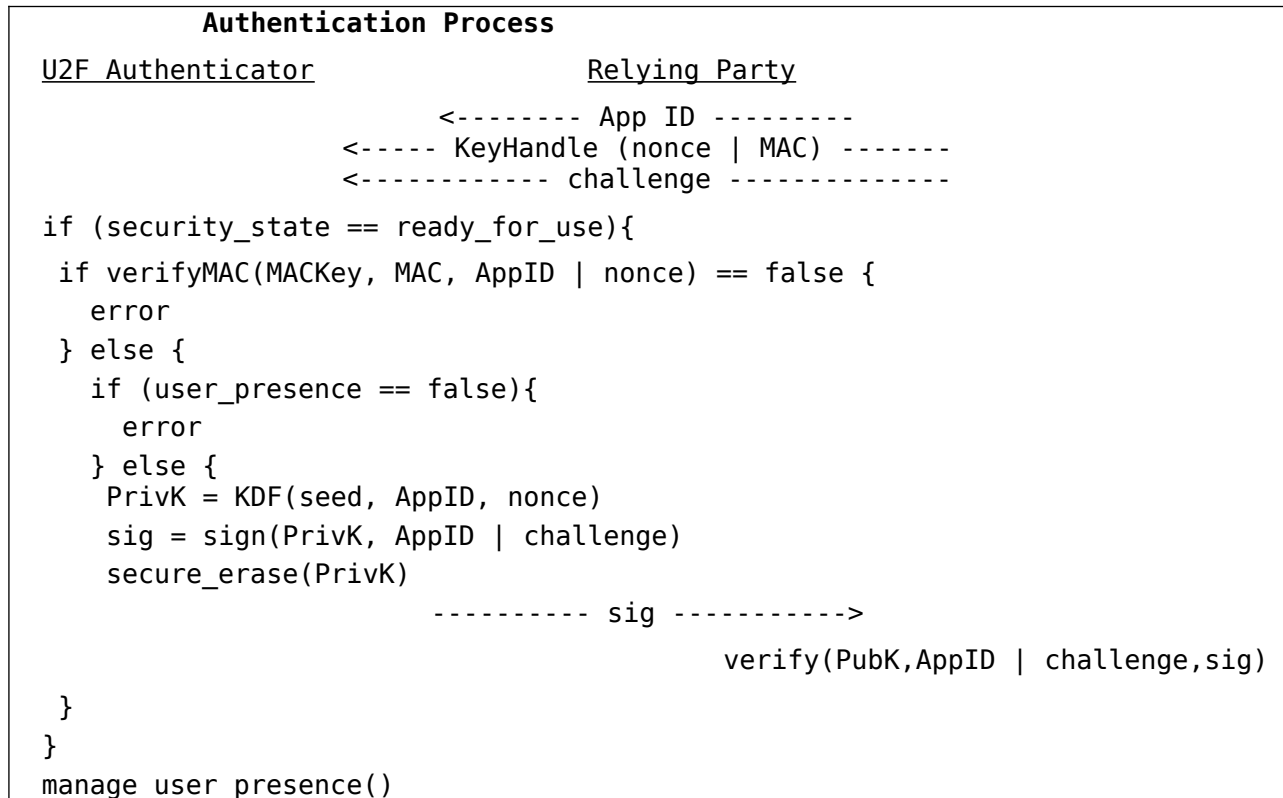 Authentication Process
U2F Authenticator Relying Party
<-------- App ID ---------
<----- KeyHandle (nonce | MAC) -------
<------------ challenge --------------
if (security_state == ready_for_use){
if verifyMAC(MACKey, MAC, AppID | nonce) == false {
error
} else {
if (user_presence == false){
error
} else {
PrivK = KDF(seed, AppID, nonce)
sig = sign(PrivK, AppID | challenge)
secure_erase(PrivK)
---------- sig ----------->
verify(PubK,AppID | challenge,sig)
}
}
manage user presence()